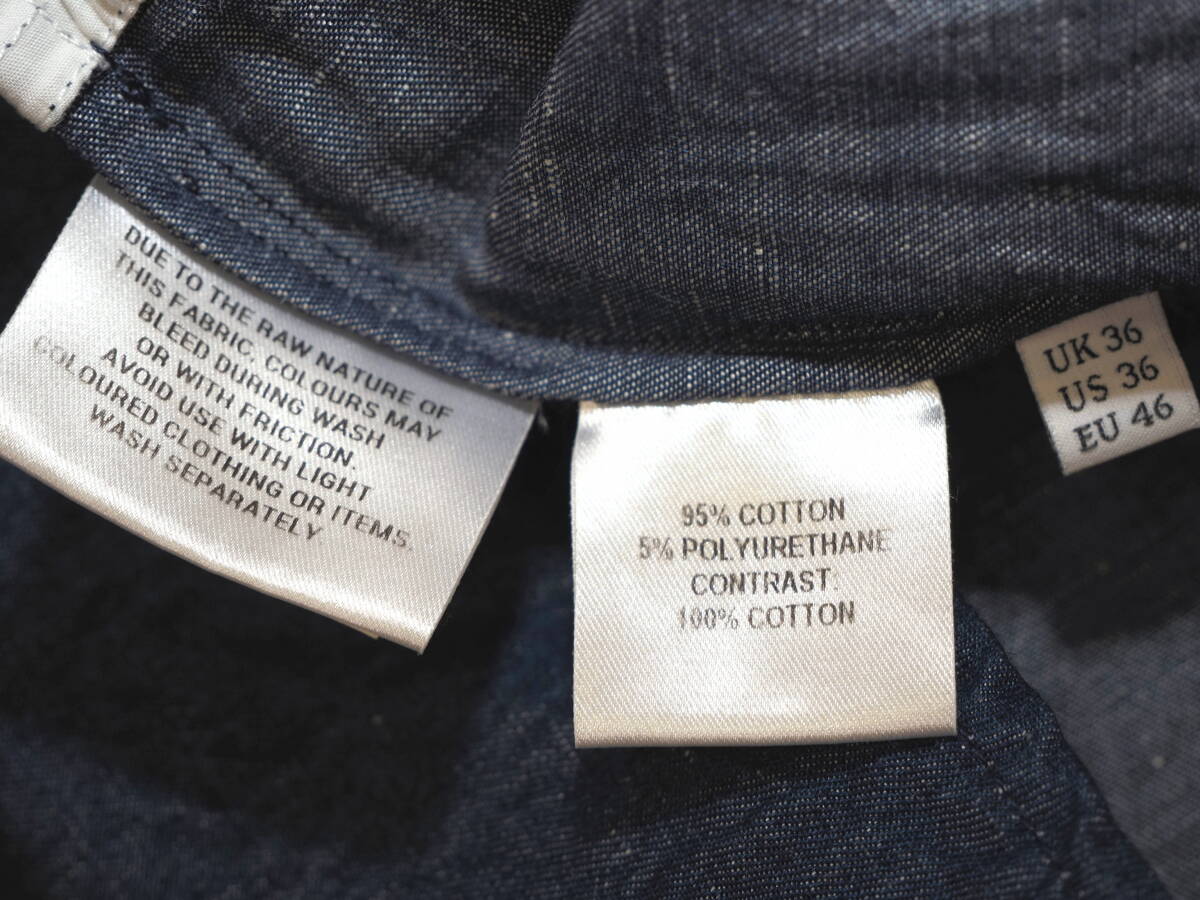 DUE TO THE RAW NATURE OF
THIS FABRIC, COLOURS MAY
BLEED DURING WASH
OR WITH FRICTION.
AVOID USE WITH LIGHT
COLOURED CLOTHING OR ITEMS.
WASH SEPARATELY
95% COTTON
5% POLYURETHANE
CONTRAST:
100% COTTON
UK 36
US 36
EU 46